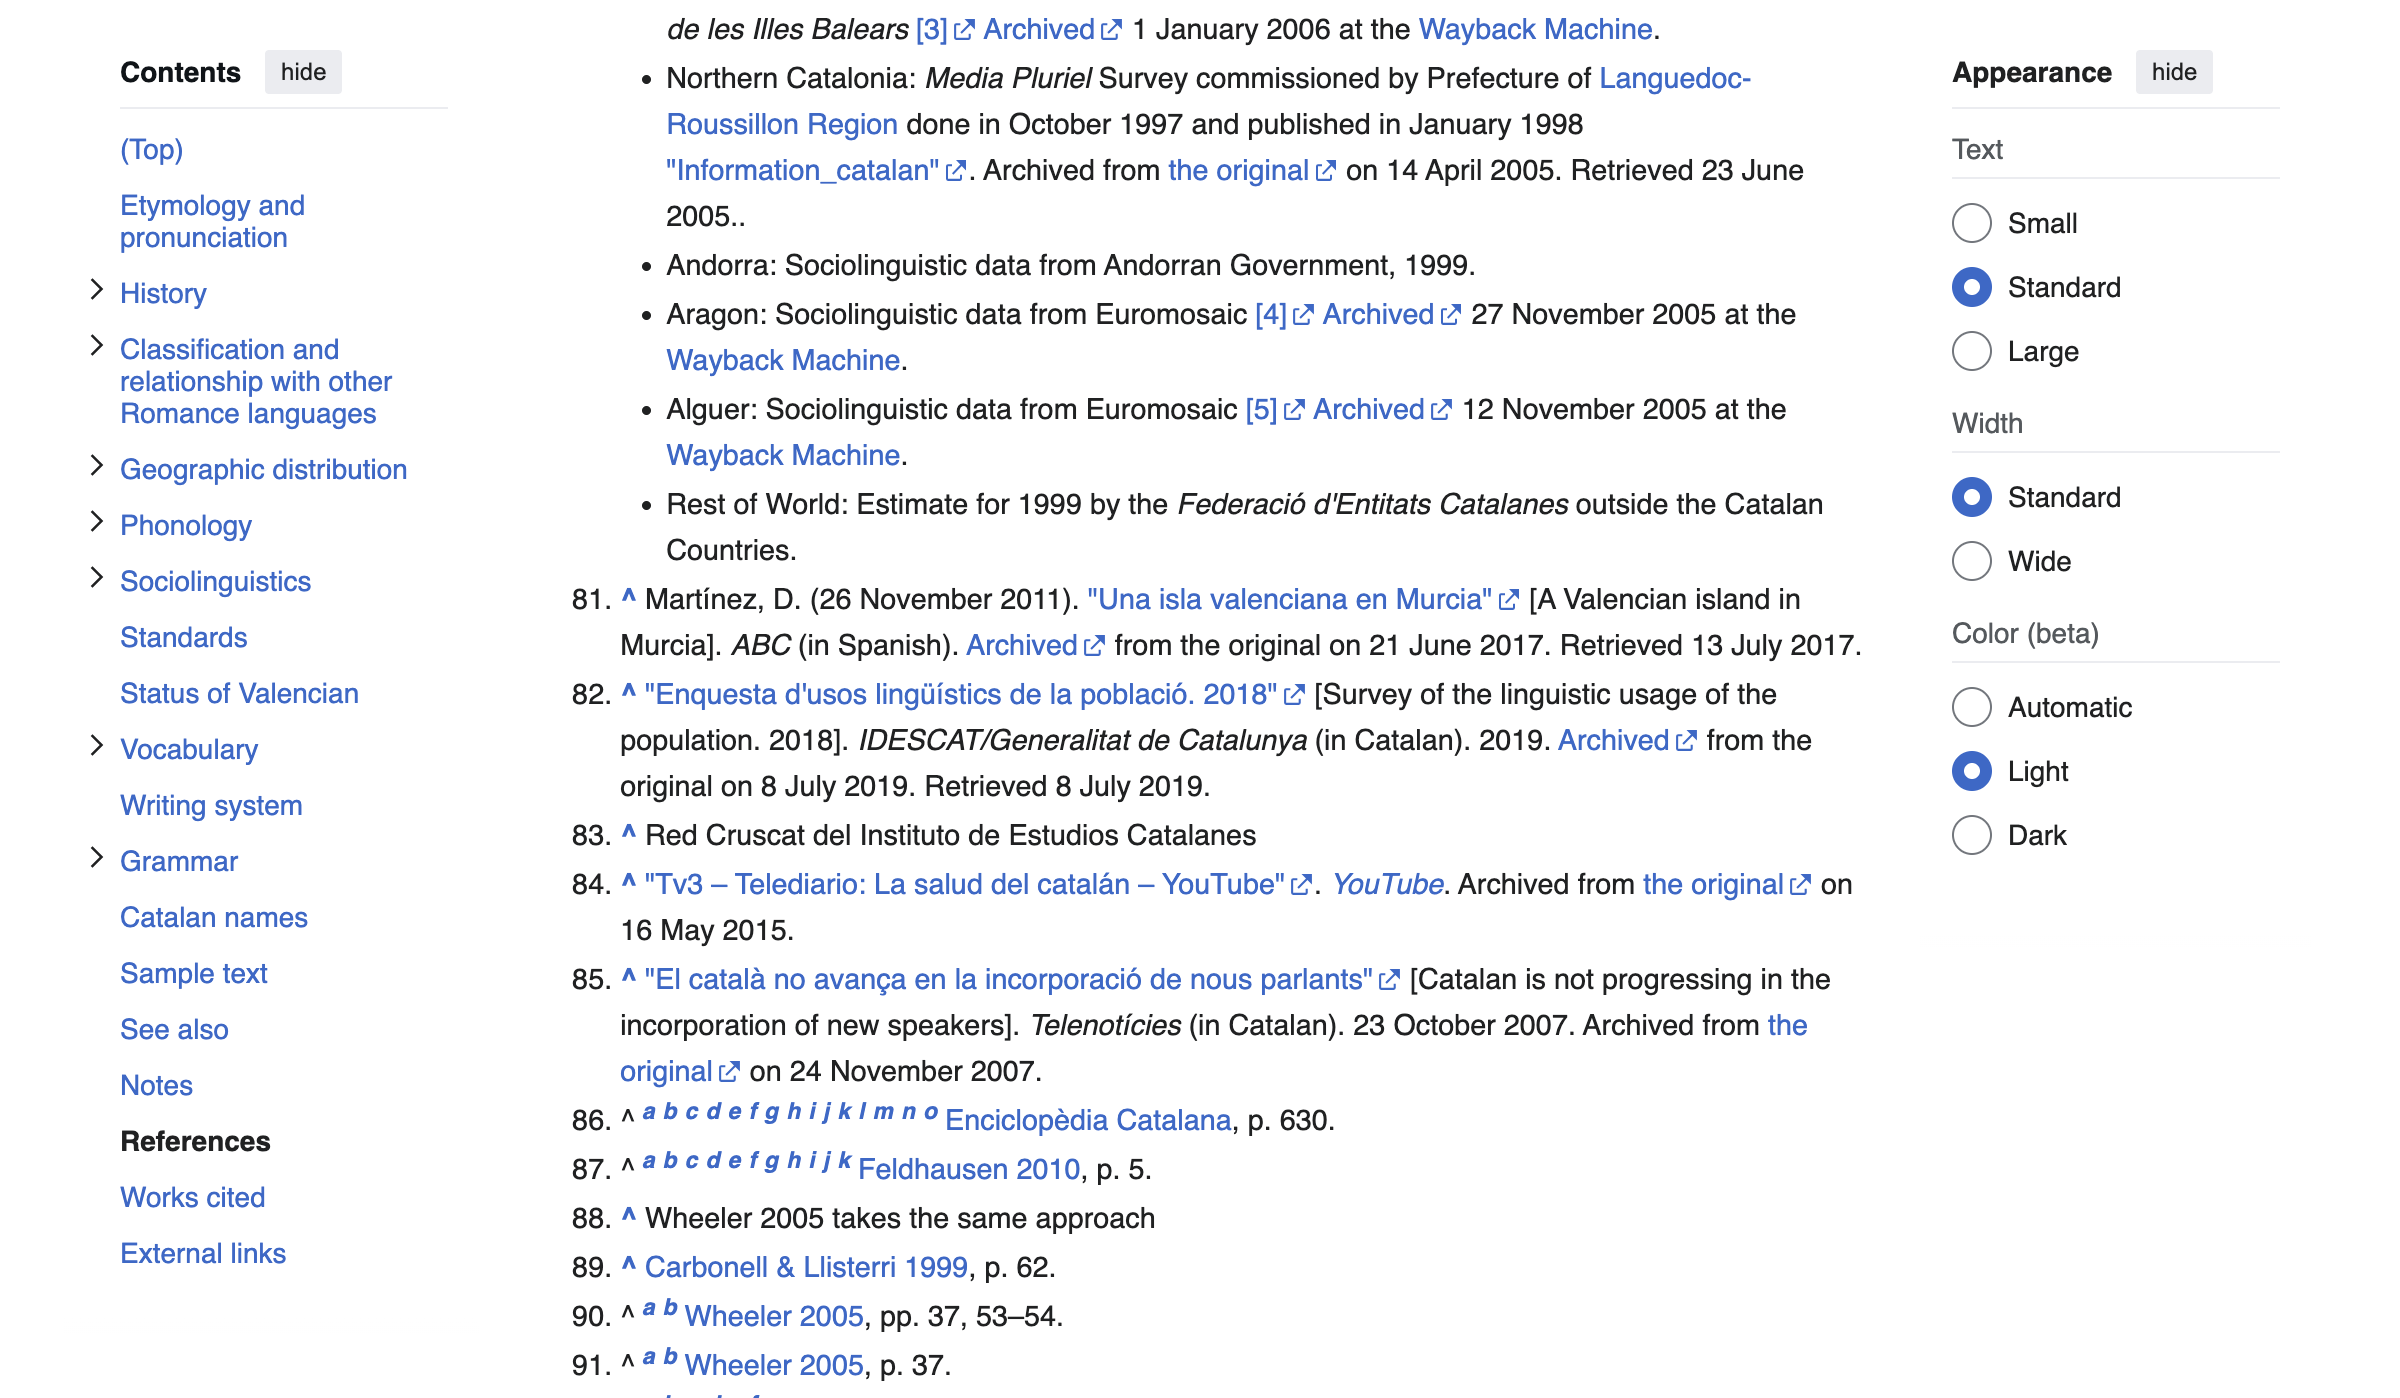 Contents hide
(Top)
Etymology and
pronunciation
History
Classification and
relationship with other
Romance languages
Geographic distribution
Phonology
Sociolinguistics
Standards
Status of Valencian
Vocabulary
Writing system
Grammar
Catalan names
Sample text
See also
Notes
References
Works cited
External links
de les Illes Balears [3] Archived 1 January 2006 at the Wayback Machine.
• Northern Catalonia: Media Pluriel Survey commissioned by Prefecture of Languedoc-
Roussillon Region done in October 1997 and published in January 1998
"Information_catalan". Archived from the original on 14 April 2005. Retrieved 23 June
2005..
• Andorra: Sociolinguistic data from Andorran Government, 1999.
• Aragon: Sociolinguistic data from Euromosaic [4] Archived 27 November 2005 at the
Wayback Machine.
• Alguer: Sociolinguistic data from Euromosaic [5] Archived 12 November 2005 at the
Wayback Machine.
• Rest of World: Estimate for 1999 by the Federació d'Entitats Catalanes outside the Catalan
Countries.
81. ^ Martínez, D. (26 November 2011). "Una isla valenciana en Murcia" [A Valencian island in
Murcia]. ABC (in Spanish). Archived from the original on 21 June 2017. Retrieved 13 July 2017.
82. ^ "Enquesta d'usos lingüístics de la població. 2018" [Survey of the linguistic usage of the
population. 2018]. IDESCAT/Generalitat de Catalunya (in Catalan). 2019. Archived from the
original on 8 July 2019. Retrieved 8 July 2019.
83. ^ Red Cruscat del Instituto de Estudios Catalanes
84. ^ "Tv3 – Telediario: La salud del catalán – YouTube". YouTube. Archived from the original on
16 May 2015.
85. ^ "El català no avança en la incorporació de nous parlants" [Catalan is not progressing in the
incorporation of new speakers]. Telenotícies (in Catalan). 23 October 2007. Archived from the
original on 24 November 2007.
86. ^ a b c d e f g h i j k l m n o Enciclopèdia Catalana, p. 630.
87. ^ a b c d e f g h i j k Feldhausen 2010, p. 5.
88. ^ Wheeler 2005 takes the same approach
89. ^ Carbonell & Llisterri 1999, p. 62.
90. ^ a b Wheeler 2005, pp. 37, 53–54.
91. ^ a b Wheeler 2005, p. 37.
Appearance hide
Text
Small
Standard
Large
Width
Standard
Wide
Color (beta)
Automatic
Light
Dark